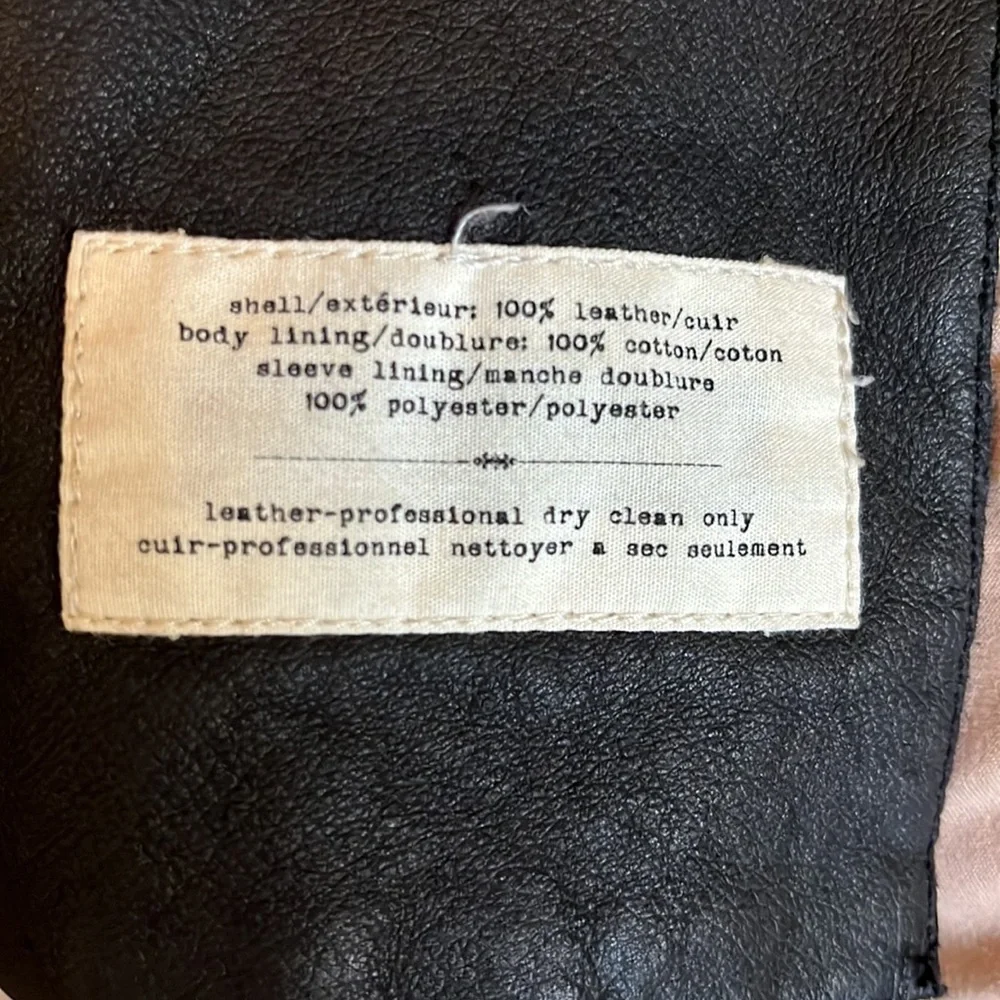 shell/extérieur: 100% leather/cuir
body lining/doublure: 100% cotton/coton
sleeve lining/manche doublure
100% polyester/polyester
leather-professional dry clean only
cuir-professionnel nettoyer a sec seulement